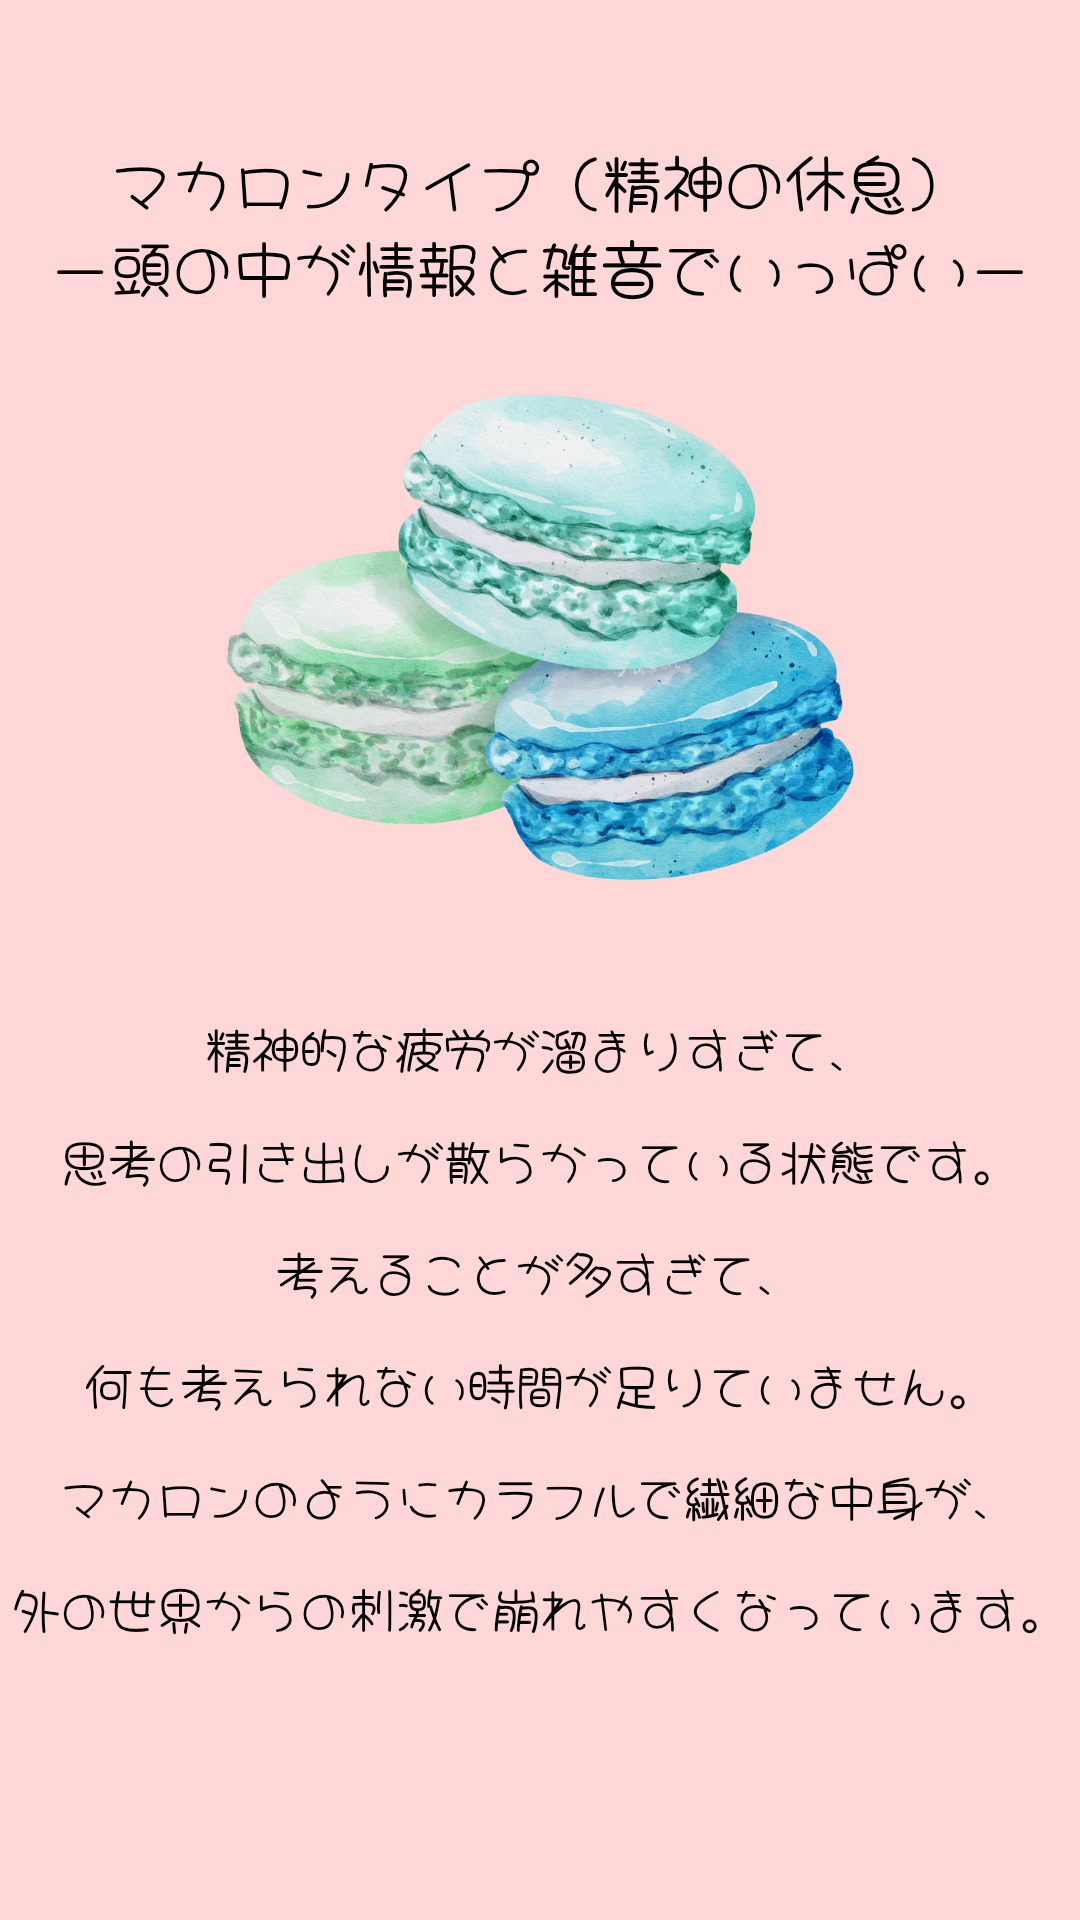 マカロンタイプ（精神の休息）
ー頭の中が情報と雑音でいっぱいー
精神的な疲労が溜まりすぎて、
思考の引き出しが散らかっている状態です。
考えることが多すぎて、
何も考えられない時間が足りていません。
マカロンのようにカラフルで繊細な中身が、
外の世界からの刺激で崩れやすくなっています。